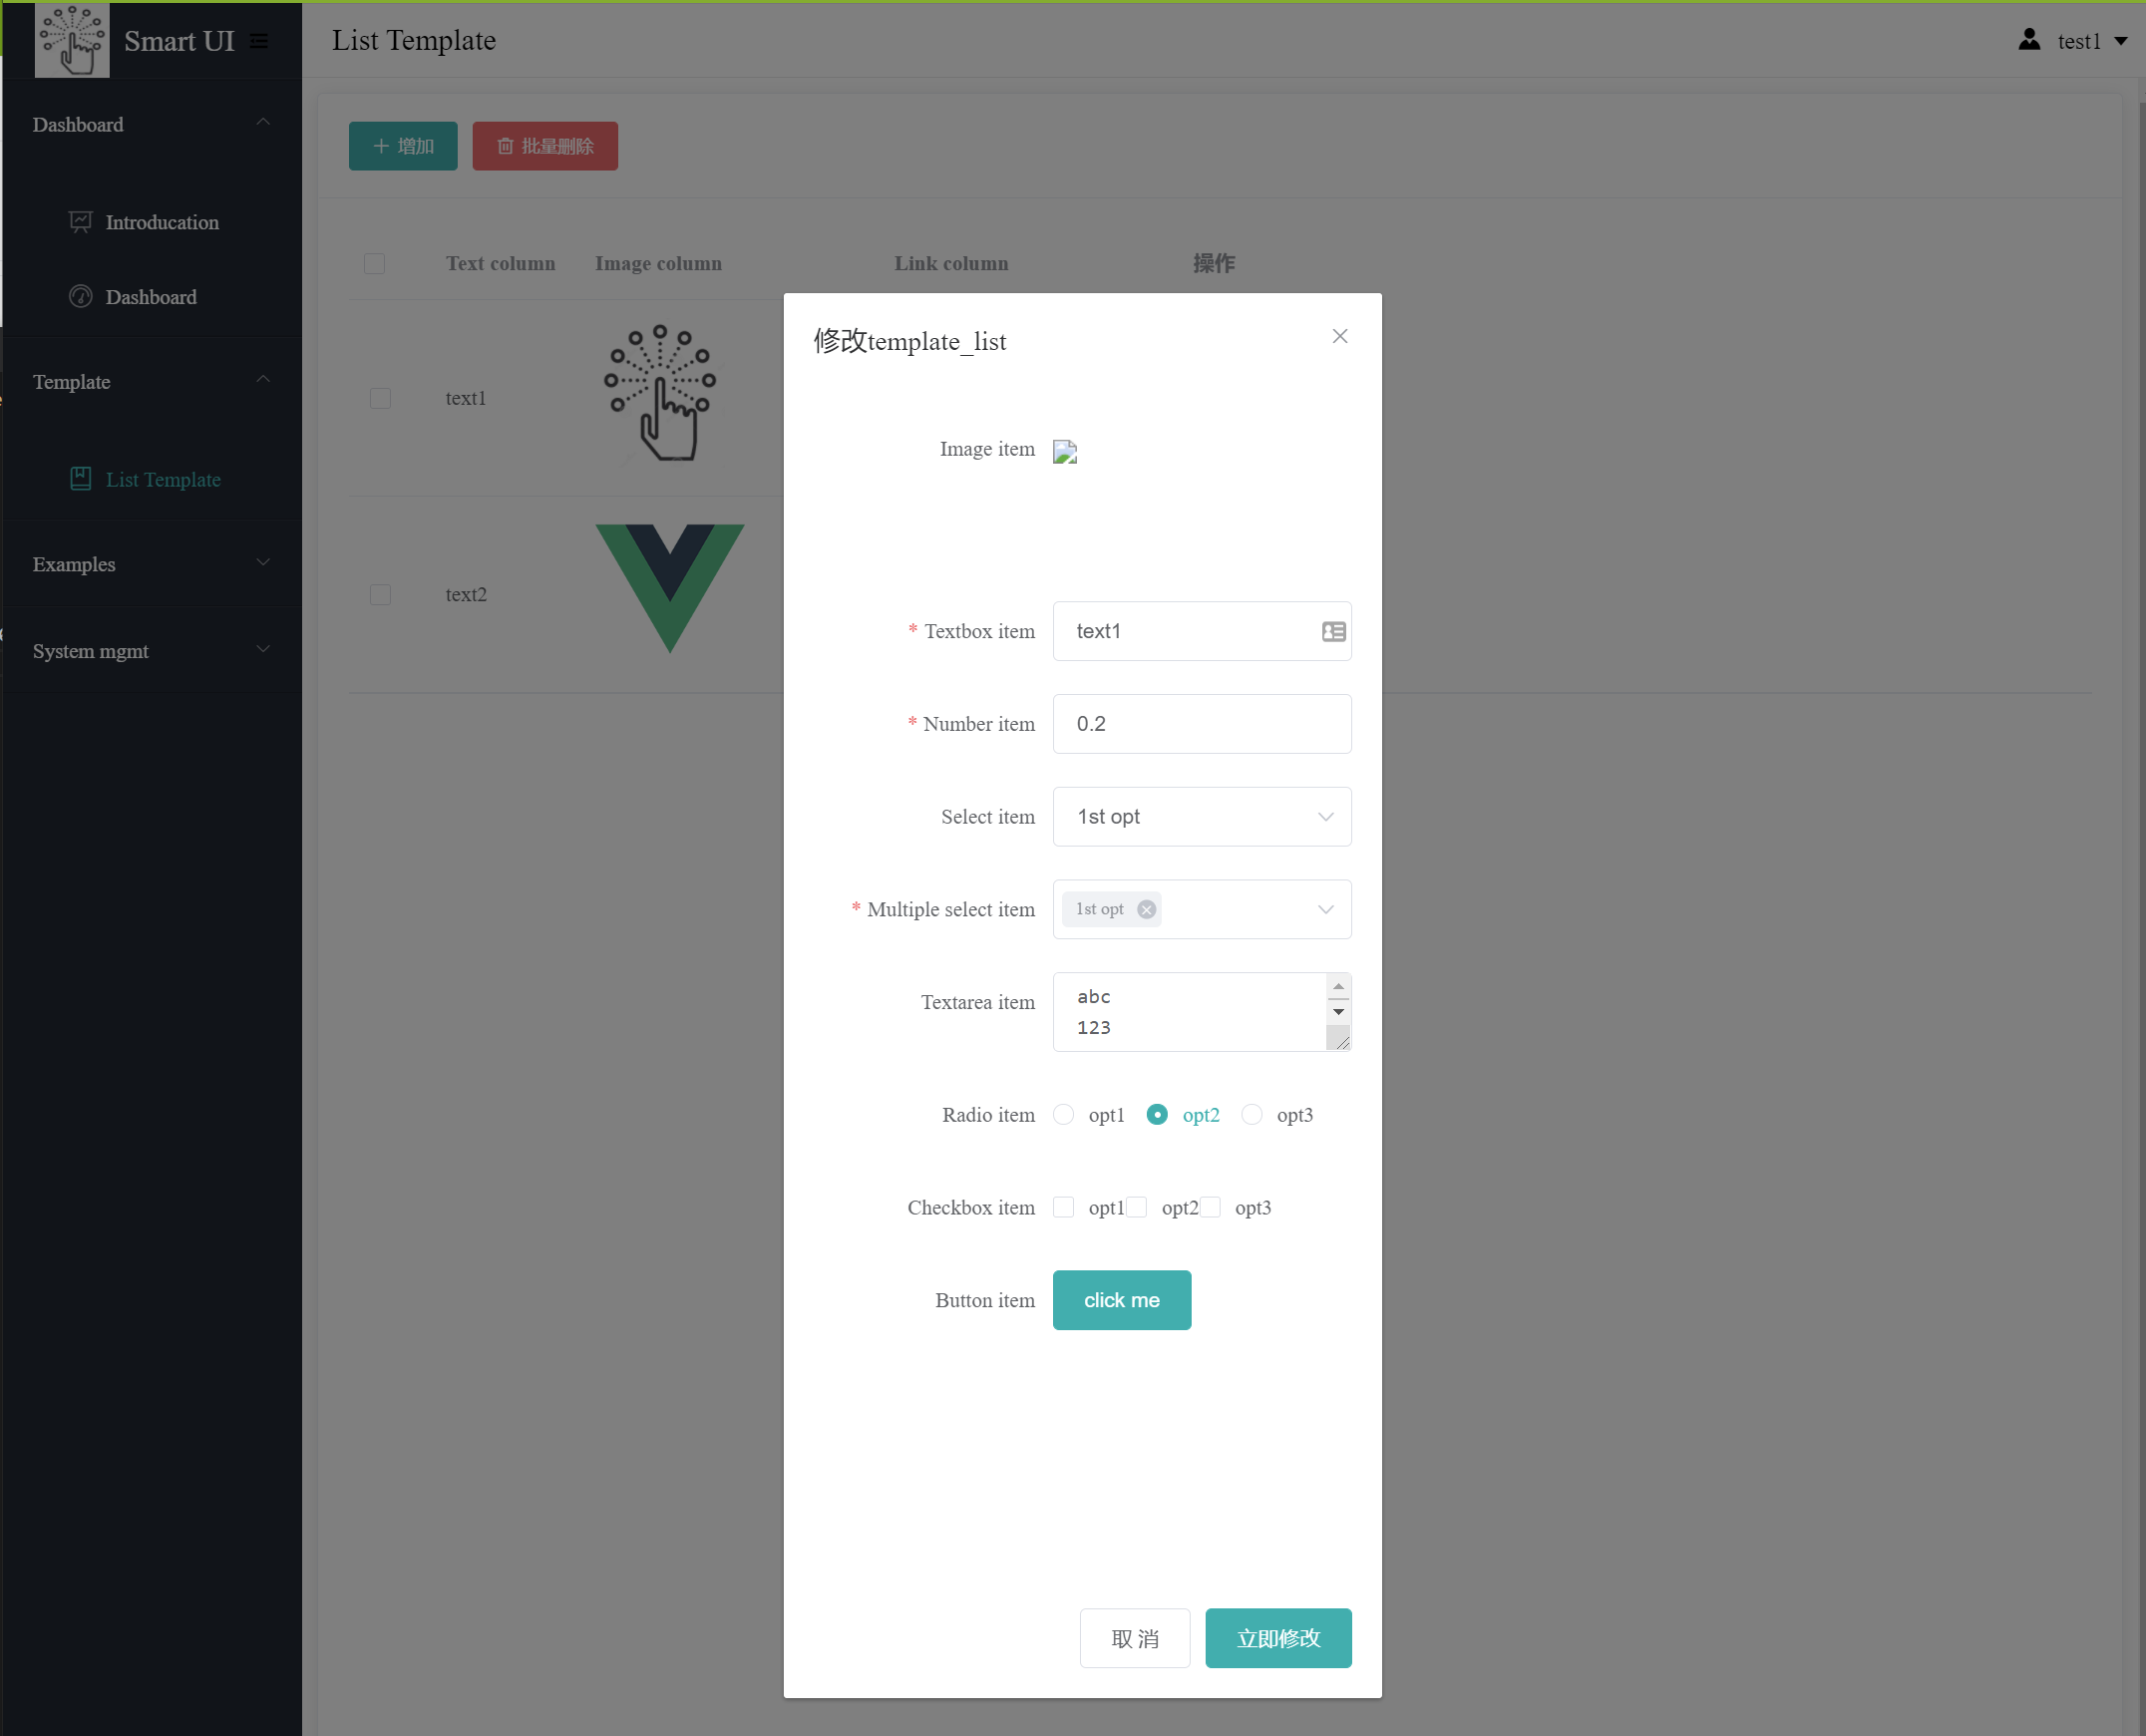 Smart UI
List Template
test1
Dashboard
Introducation
Dashboard
Template
List Template
Examples
System mgmt
增加
批量删除
Text column
Image column
Link column
操作
text1
text2
修改template_list
Image item
* Textbox item
text1
* Number item
0.2
Select item
1st opt
* Multiple select item
1st opt
Textarea item
abc
123
Radio item
opt1
opt2
opt3
Checkbox item
opt1
opt2
opt3
Button item
click me
取 消
立即修改